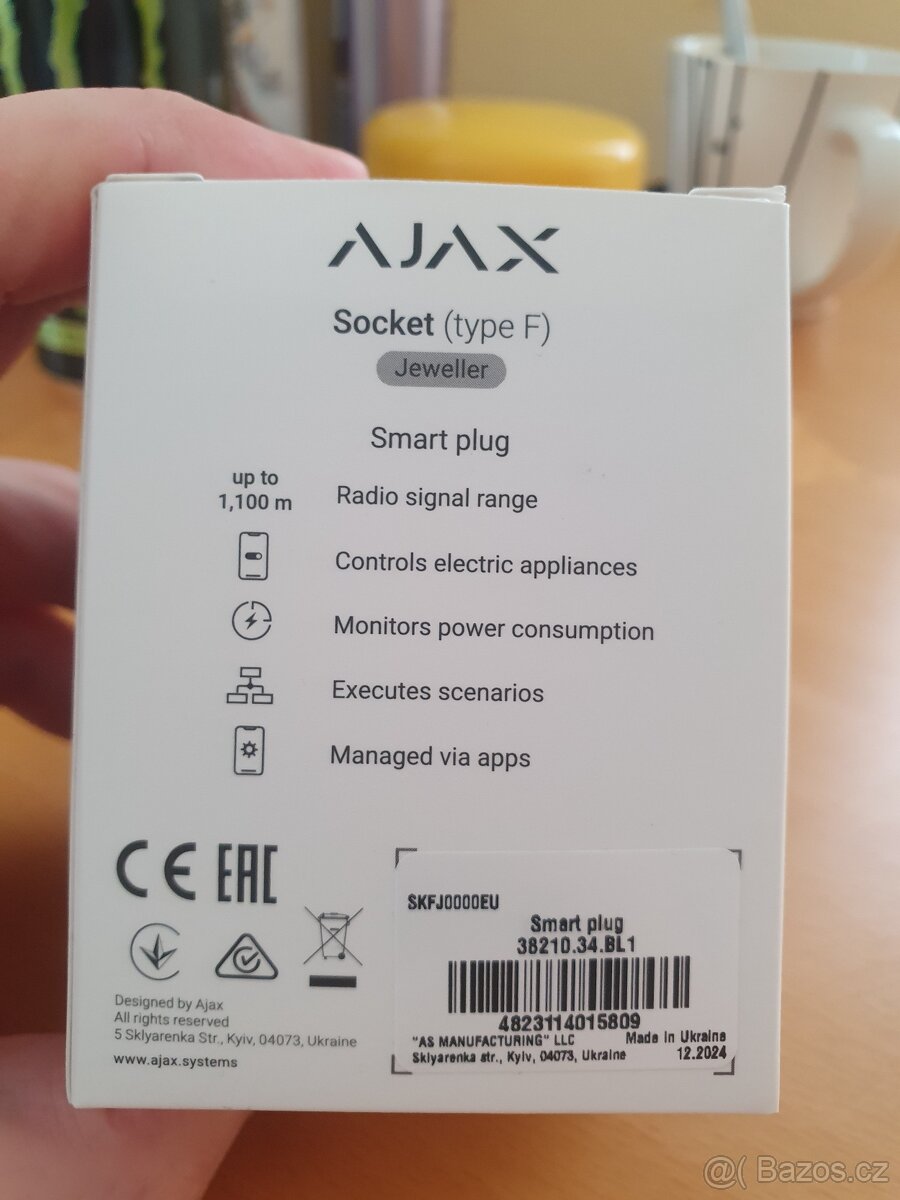 AJAX
Socket (type F)
Jeweller
Smart plug
up to
1,100 m
Radio signal range
Controls electric appliances
Monitors power consumption
Executes scenarios
Managed via apps
CE EAC
Designed by Ajax
All rights reserved
5 Sklyarenka Str., Kyiv, 04073, Ukraine
www.ajax.systems
SKFJ0000EU
Smart plug
38210.34.BL1
4823114015809
"AS MANUFACTURING" LLC Made in Ukraine
Sklyarenka str., Kyiv, 04073, Ukraine 12.2024
@( Bazos.cz